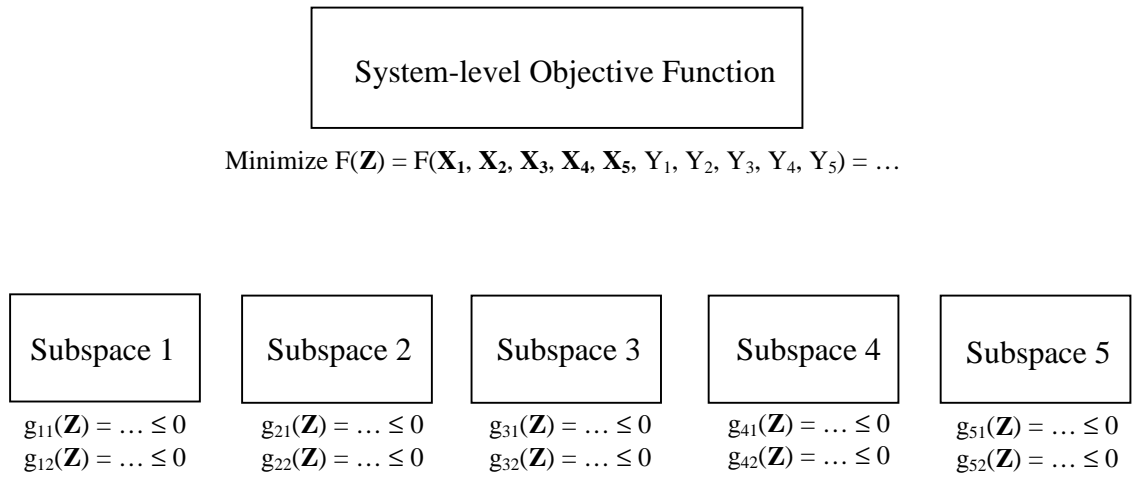 System-level Objective Function
Minimize F(Z) = F(X₁, X₂, X₃, X₄, X₅, Y₁, Y₂, Y₃, Y₄, Y₅) = …
Subspace 1
Subspace 2
Subspace 3
Subspace 4
Subspace 5
g₁₁(Z) = … ≤ 0
g₂₁(Z) = … ≤ 0
g₃₁(Z) = … ≤ 0
g₄₁(Z) = … ≤ 0
g₅₁(Z) = … ≤ 0
g₁₂(Z) = … ≤ 0
g₂₂(Z) = … ≤ 0
g₃₂(Z) = … ≤ 0
g₄₂(Z) = … ≤ 0
g₅₂(Z) = … ≤ 0